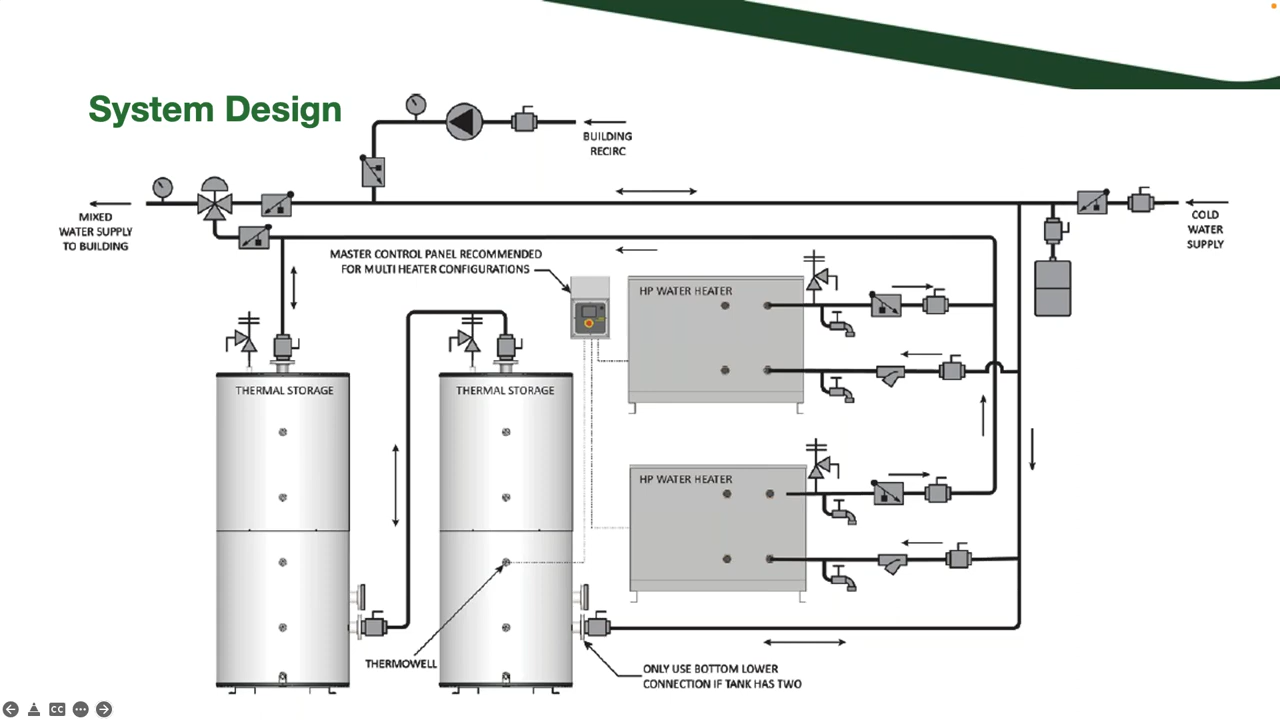 System Design
BUILDING
RECIRC
MIXED
WATER SUPPLY
TO BUILDING
COLD
WATER
SUPPLY
MASTER CONTROL PANEL RECOMMENDED
FOR MULTI HEATER CONFIGURATIONS
HP WATER HEATER
THERMAL STORAGE
THERMAL STORAGE
HP WATER HEATER
THERMOWELL
ONLY USE BOTTOM LOWER
CONNECTION IF TANK HAS TWO
CC